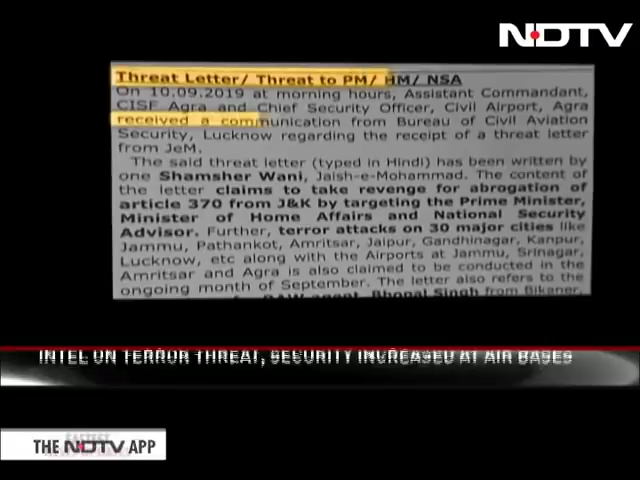 NDTV
Threat Letter/ Threat to PM/ HM/ NSA
On 10.09.2019 at morning hours, Assistant Commandant,
CISF Agra and Chief Security Officer, Civil Airport, Agra
received a communication from Bureau of Civil Aviation
Security, Lucknow regarding the receipt of a threat letter
from JeM.
The said threat letter (typed in Hindi) has been written by
one Shamsher Wani, Jaish-e-Mohammad. The content of
the letter claims to take revenge for abrogation of
article 370 from J&K by targeting the Prime Minister,
Minister of Home Affairs and National Security
Advisor. Further, terror attacks on 30 major cities like
Jammu, Pathankot, Amritsar, Jaipur, Gandhinagar, Kanpur,
Lucknow, etc along with the Airports at Jammu, Srinagar,
Amritsar and Agra is also claimed to be conducted in the
ongoing month of September. The letter also refers to the
RAW agent, Bhopal Singh from Bikaner,
INTEL ON TERROR THREAT, SECURITY INCREASED AT AIR BASES
THE NDTV APP